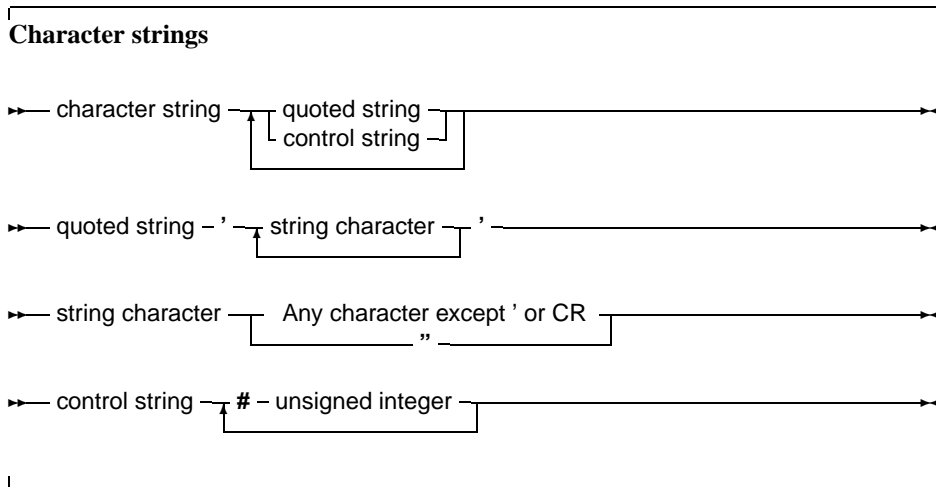 Character strings
character string quoted string
control string
quoted string ' string character '
string character Any character except ' or CR
"
control string # unsigned integer